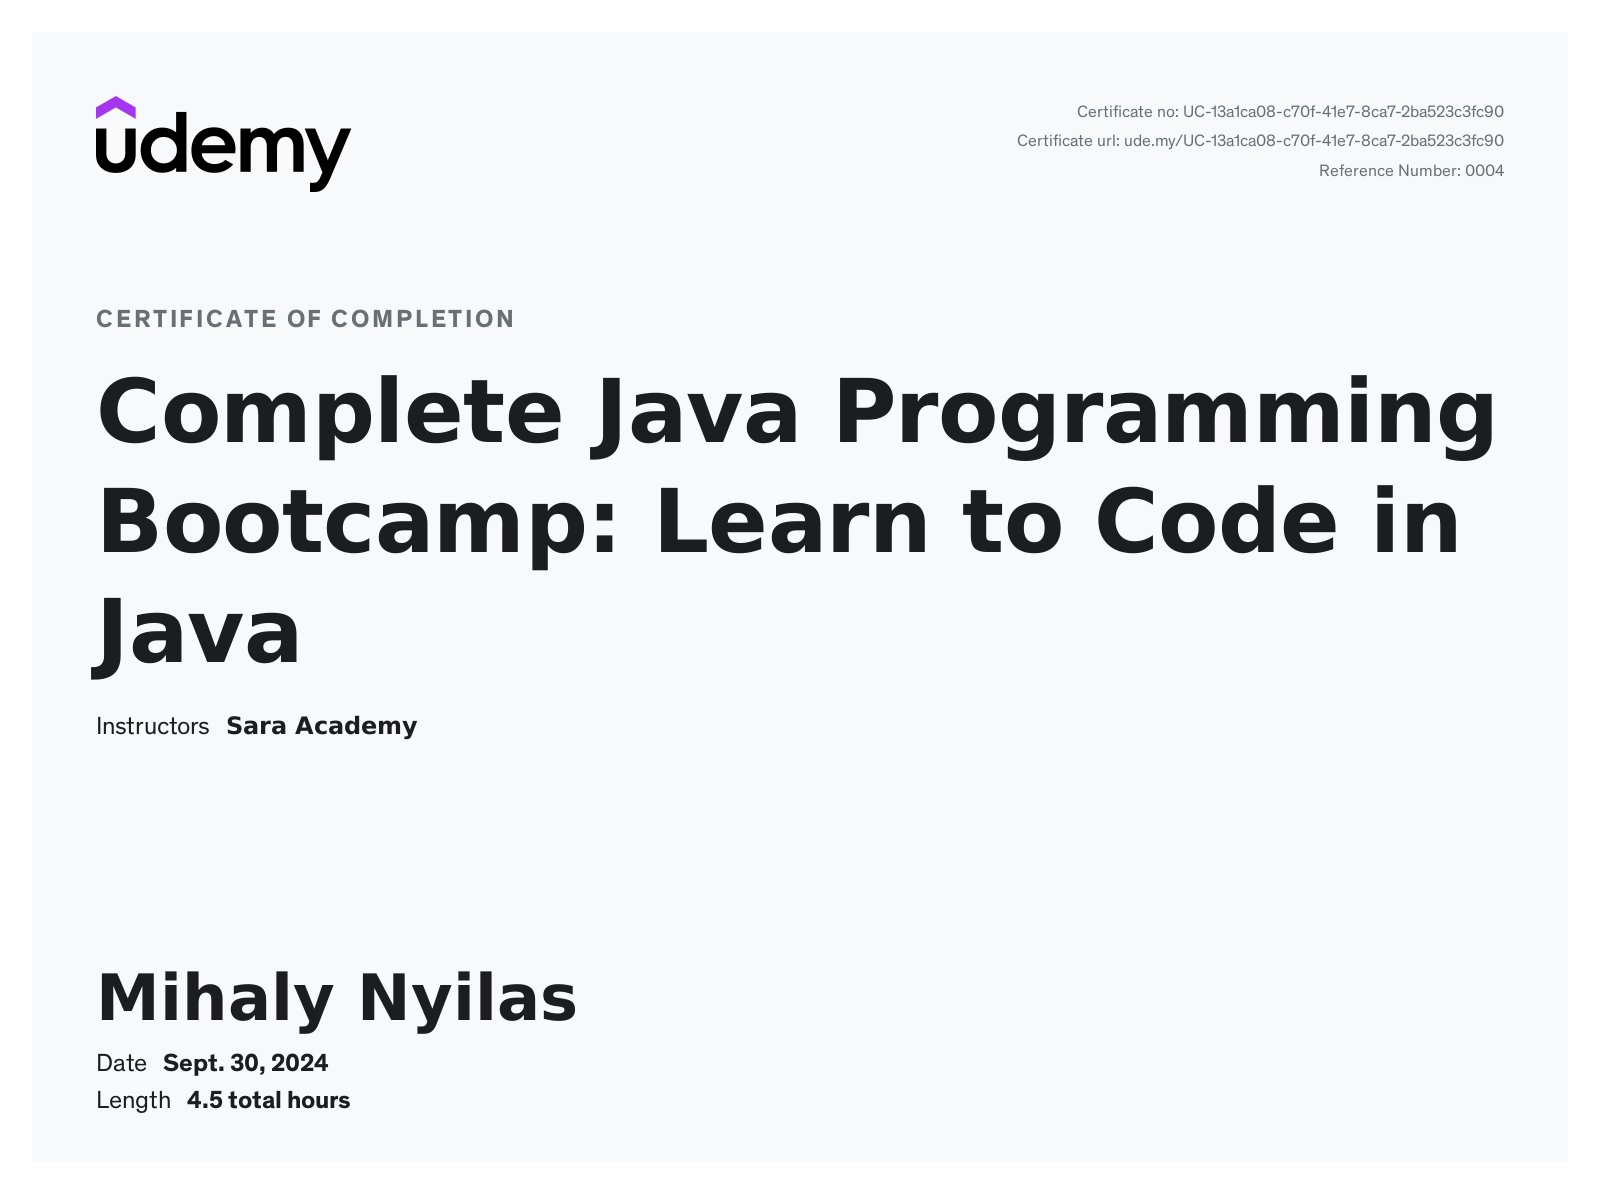 udemy
Certificate no: UC-13a1ca08-c70f-41e7-8ca7-2ba523c3fc90
Certificate url: ude.my/UC-13a1ca08-c70f-41e7-8ca7-2ba523c3fc90
Reference Number: 0004
CERTIFICATE OF COMPLETION
Complete Java Programming
Bootcamp: Learn to Code in
Java
Instructors Sara Academy
Mihaly Nyilas
Date Sept. 30, 2024
Length 4.5 total hours